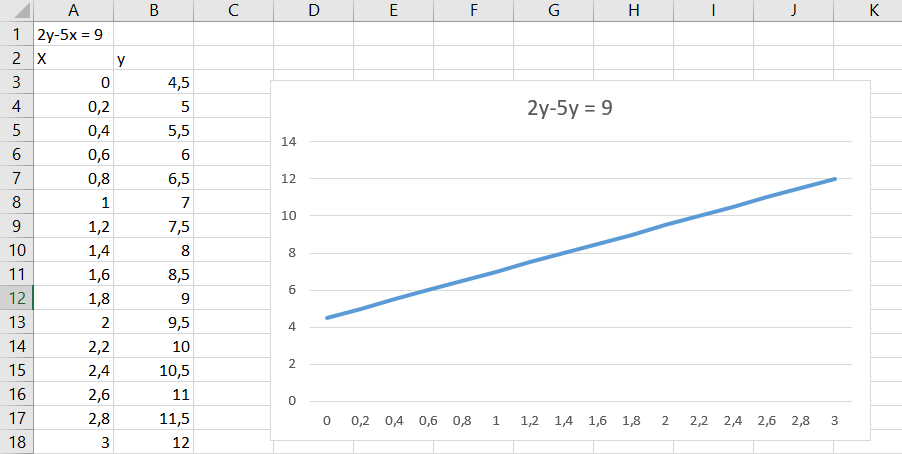 A B C D E F G H I J K
1 2y-5x = 9
2 X y
3 0 4,5
4 0,2 5
5 0,4 5,5
6 0,6 6
7 0,8 6,5
8 1 7
9 1,2 7,5
10 1,4 8
11 1,6 8,5
12 1,8 9
13 2 9,5
14 2,2 10
15 2,4 10,5
16 2,6 11
17 2,8 11,5
18 3 12
2y-5y = 9
14
12
10
8
6
4
2
0
0 0,2 0,4 0,6 0,8 1 1,2 1,4 1,6 1,8 2 2,2 2,4 2,6 2,8 3